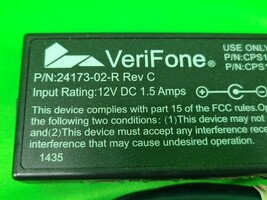 VeriFone®
USE ONLY
P/N:CPS1
P/N:24173-02-R Rev C
P/N:CPS1
Input Rating:12V DC 1.5 Amps
This device complies with part 15 of the FCC rules.Ope
the following two conditions: (1)This device may not
and(2)This device must accept any interference rece
interference that may cause undesired operation.
1435